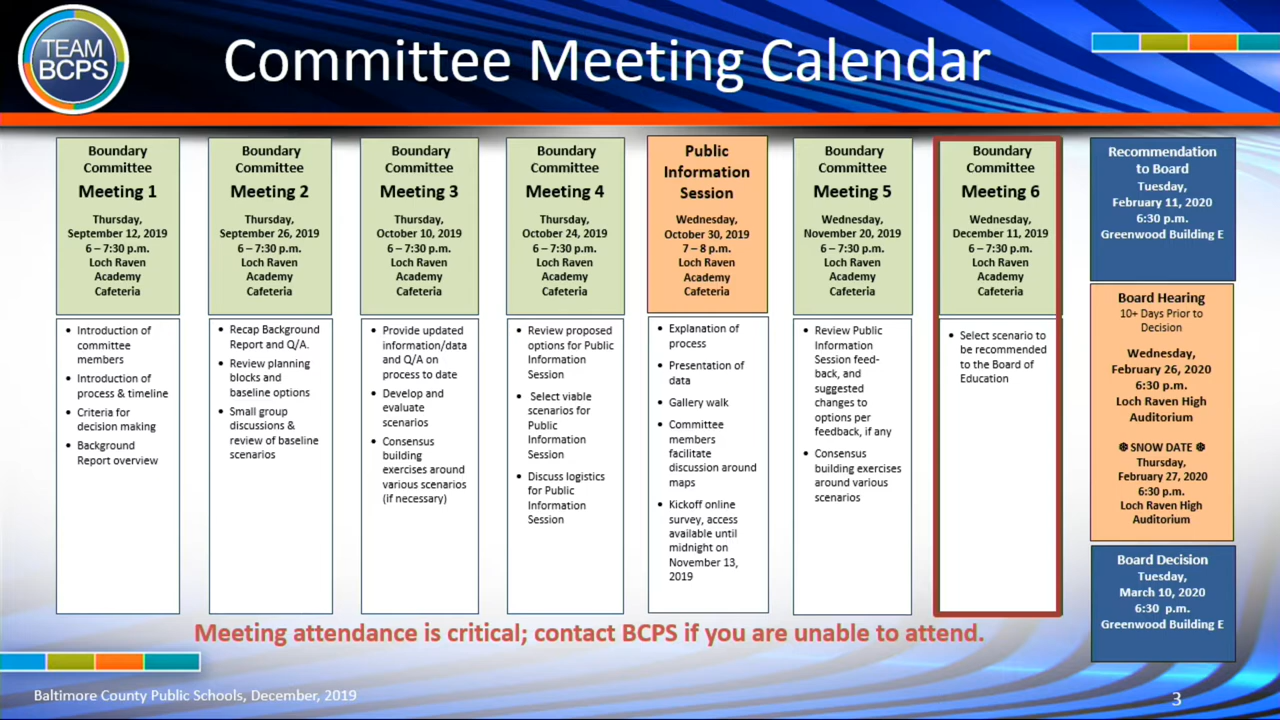 TEAM
BCPS
Committee Meeting Calendar
Boundary
Committee
Meeting 1
Thursday,
September 12, 2019
6 – 7:30 p.m.
Loch Raven
Academy
Cafeteria
• Introduction of
committee
members
• Introduction of
process & timeline
• Criteria for
decision making
• Background
Report overview
Boundary
Committee
Meeting 2
Thursday,
September 26, 2019
6 – 7:30 p.m.
Loch Raven
Academy
Cafeteria
• Recap Background
Report and Q/A.
• Review planning
blocks and
baseline options
• Small group
discussions &
review of baseline
scenarios
Boundary
Committee
Meeting 3
Thursday,
October 10, 2019
6 – 7:30 p.m.
Loch Raven
Academy
Cafeteria
• Provide updated
information/data
and Q/A on
process to date
• Develop and
evaluate
scenarios
• Consensus
building
exercises around
various scenarios
(if necessary)
Boundary
Committee
Meeting 4
Thursday,
October 24, 2019
6 – 7:30 p.m.
Loch Raven
Academy
Cafeteria
• Review proposed
options for Public
Information
Session
• Select viable
scenarios for
Public
Information
Session
• Discuss logistics
for Public
Information
Session
Public
Information
Session
Wednesday,
October 30, 2019
7 – 8 p.m.
Loch Raven
Academy
Cafeteria
• Explanation of
process
• Presentation of
data
• Gallery walk
• Committee
members
facilitate
discussion around
maps
• Kickoff online
survey, access
available until
midnight on
November 13,
2019
Boundary
Committee
Meeting 5
Wednesday,
November 20, 2019
6 – 7:30 p.m.
Loch Raven
Academy
Cafeteria
• Review Public
Information
Session feed-
back, and
suggested
changes to
options per
feedback, if any
• Consensus
building exercises
around various
scenarios
Boundary
Committee
Meeting 6
Wednesday,
December 11, 2019
6 – 7:30 p.m.
Loch Raven
Academy
Cafeteria
• Select scenario to
be recommended
to the Board of
Education
Recommendation
to Board
Tuesday,
February 11, 2020
6:30 p.m.
Greenwood Building E
Board Hearing
10+ Days Prior to
Decision
Wednesday,
February 26, 2020
6:30 p.m.
Loch Raven High
Auditorium
❄ SNOW DATE ❄
Thursday,
February 27, 2020
6:30 p.m.
Loch Raven High
Auditorium
Board Decision
Tuesday,
March 10, 2020
6:30 p.m.
Greenwood Building E
Meeting attendance is critical; contact BCPS if you are unable to attend.
Baltimore County Public Schools, December, 2019
3